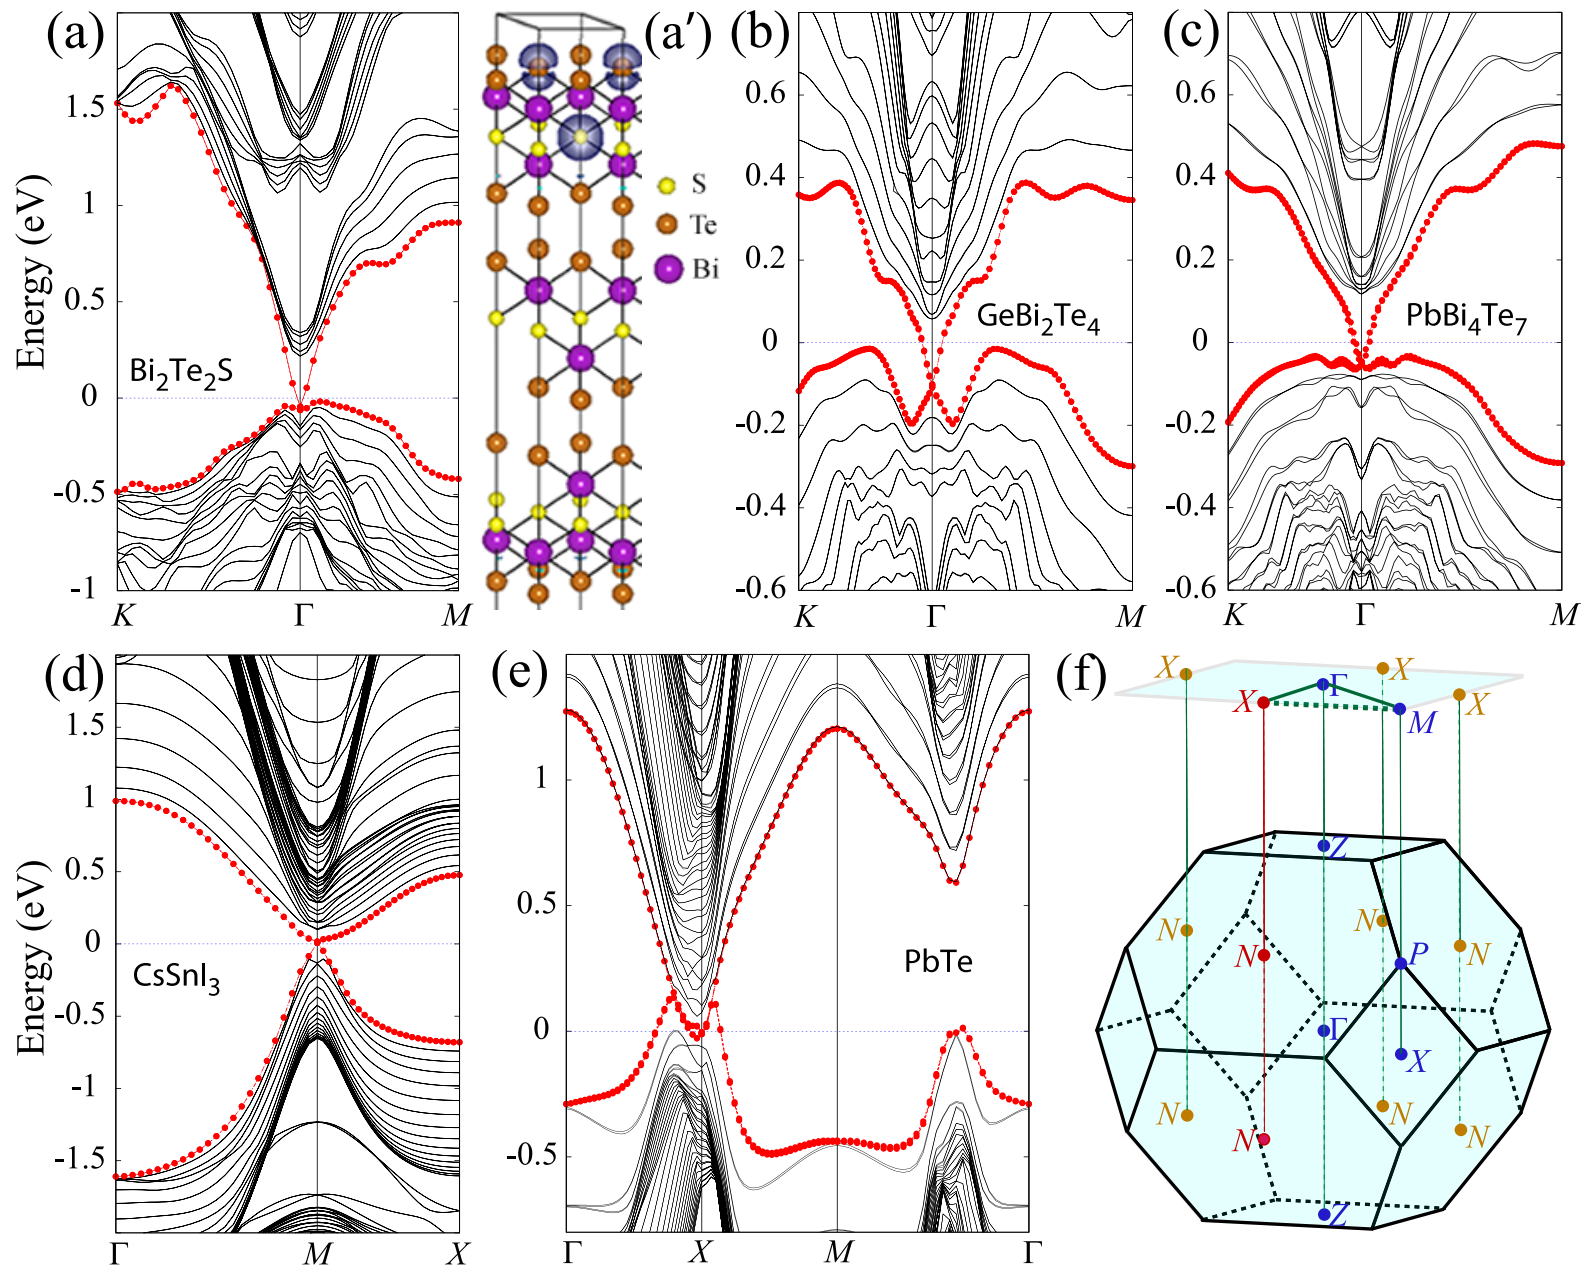 (a)
Energy (eV)
1.5
1
0.5
0
-0.5
-1
Bi2Te2S
K Γ M
(a′)
S
Te
Bi
(b)
0.6
0.4
0.2
0
-0.2
-0.4
-0.6
GeBi2Te4
K Γ M
(c)
0.6
0.4
0.2
0
-0.2
-0.4
-0.6
PbBi4Te7
K Γ M
(d)
Energy (eV)
1.5
1
0.5
0
-0.5
-1
-1.5
CsSnI3
Γ M X
(e)
1
0.5
0
-0.5
PbTe
Γ X M Γ
(f)
X X
Γ
X X
M
Z
N N
N P N
Γ
X
N N
N N
Z